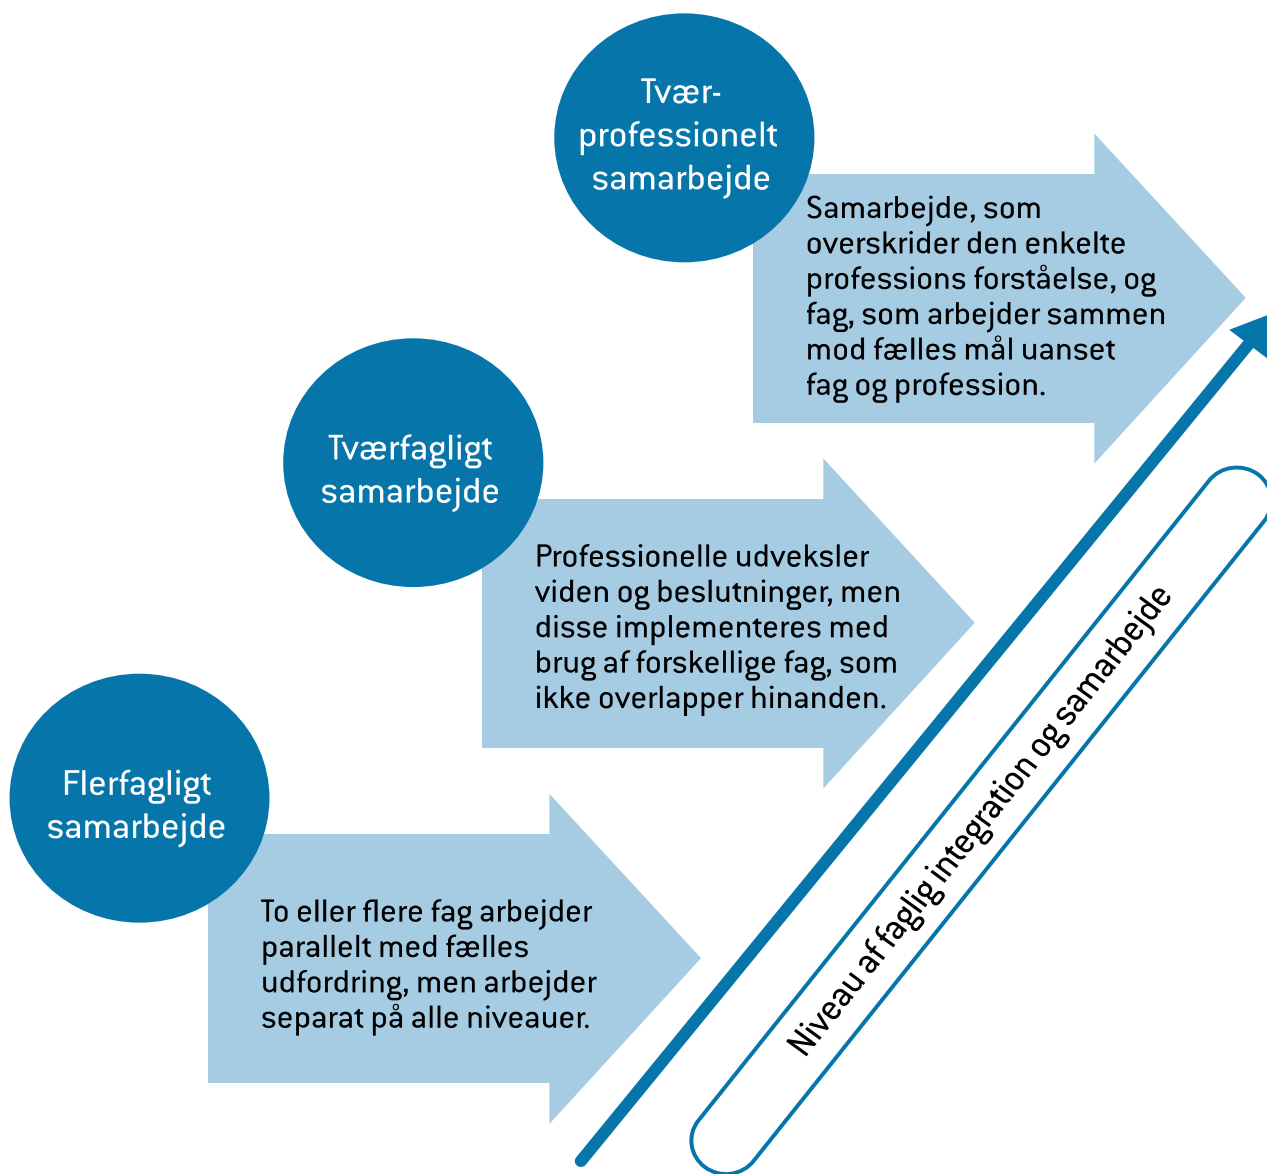 Tvær-
professionelt
samarbejde
Samarbejde, som
overskrider den enkelte
professions forståelse, og
fag, som arbejder sammen
mod fælles mål uanset
fag og profession.
Tværfagligt
samarbejde
Professionelle udveksler
viden og beslutninger, men
disse implementeres med
brug af forskellige fag, som
ikke overlapper hinanden.
Flerfagligt
samarbejde
To eller flere fag arbejder
parallelt med fælles
udfordring, men arbejder
separat på alle niveauer.
Niveau af faglig integration og samarbejde